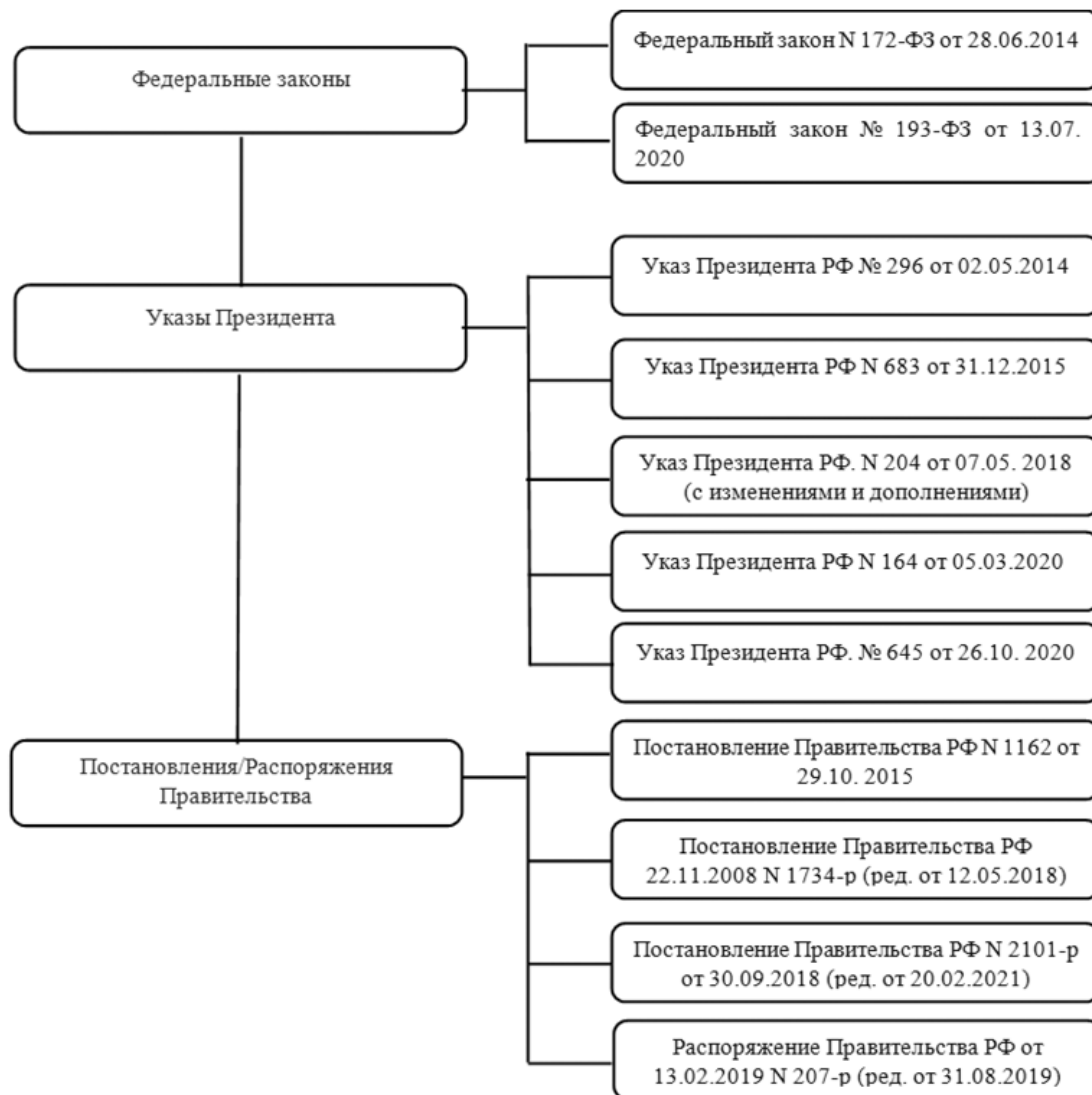 Федеральные законы
Федеральный закон N 172-ФЗ от 28.06.2014
Федеральный закон № 193-ФЗ от 13.07.
2020
Указы Президента
Указ Президента РФ № 296 от 02.05.2014
Указ Президента РФ N 683 от 31.12.2015
Указ Президента РФ. N 204 от 07.05. 2018
(с изменениями и дополнениями)
Указ Президента РФ N 164 от 05.03.2020
Указ Президента РФ. № 645 от 26.10. 2020
Постановления/Распоряжения
Правительства
Постановление Правительства РФ N 1162 от
29.10. 2015
Постановление Правительства РФ
22.11.2008 N 1734-р (ред. от 12.05.2018)
Постановление Правительства РФ N 2101-р
от 30.09.2018 (ред. от 20.02.2021)
Распоряжение Правительства РФ от
13.02.2019 N 207-р (ред. от 31.08.2019)